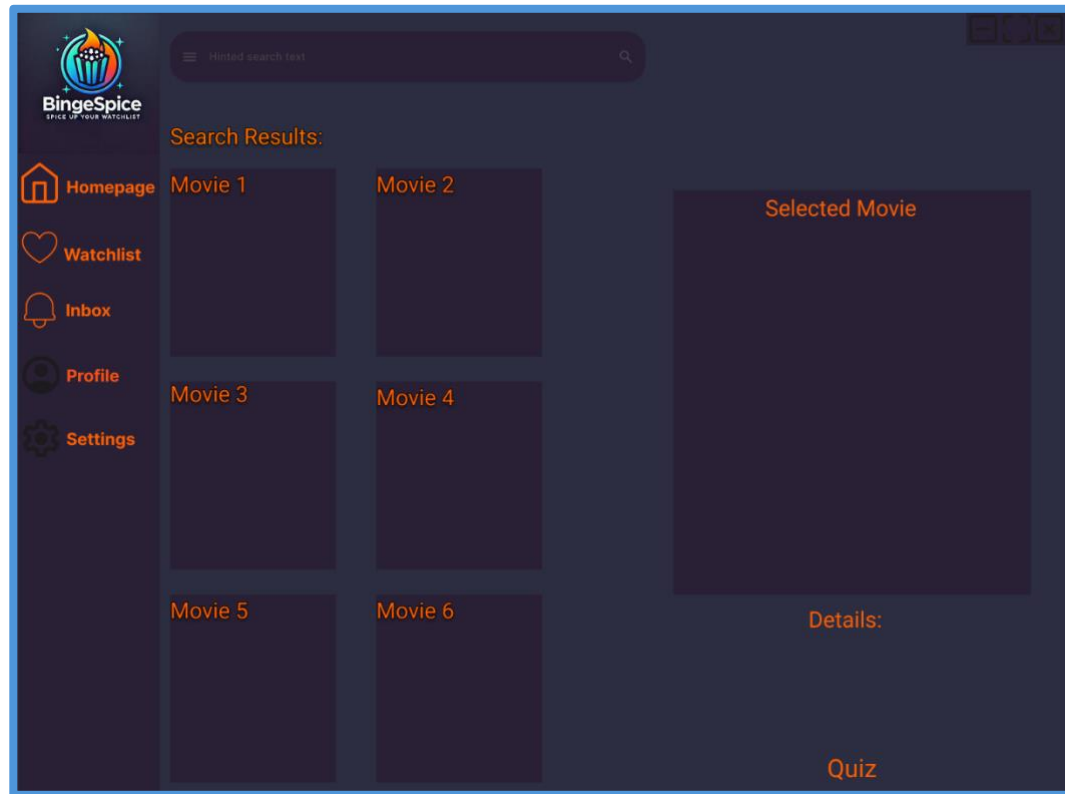 BingeSpice
SPICE UP YOUR WATCHLIST
Hinted search text
Search Results:
Homepage
Watchlist
Inbox
Profile
Settings
Movie 1
Movie 2
Movie 3
Movie 4
Movie 5
Movie 6
Selected Movie
Details:
Quiz